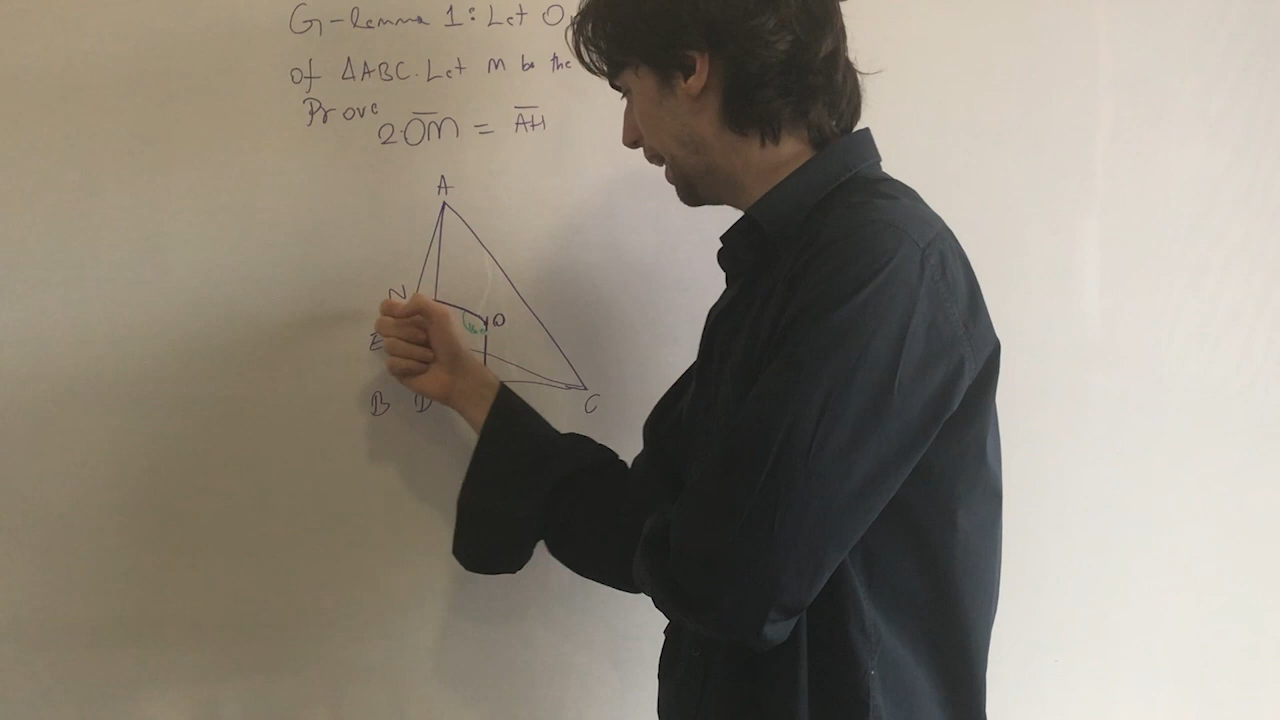 G-lemma 1: Let O
of ΔABC. Let M be the
Prove
2·OM = AH
A
N
O
E
B D C